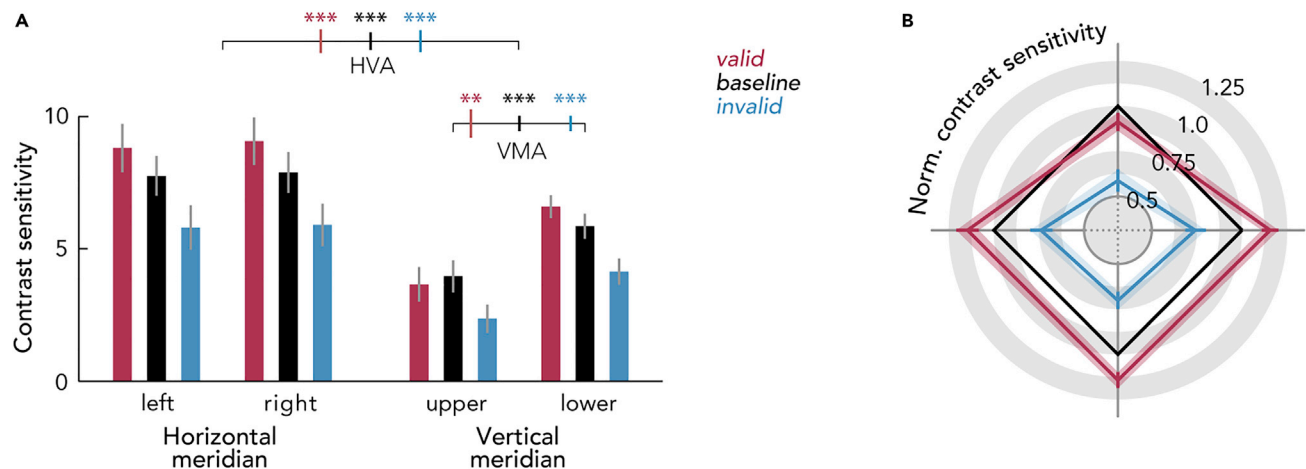 A
*** *** ***
HVA
** *** ***
VMA
valid
baseline
invalid
Contrast sensitivity
10
5
0
left
right
upper
lower
Horizontal
meridian
Vertical
meridian
B
Norm. contrast sensitivity
1.25
1.0
0.75
0.5